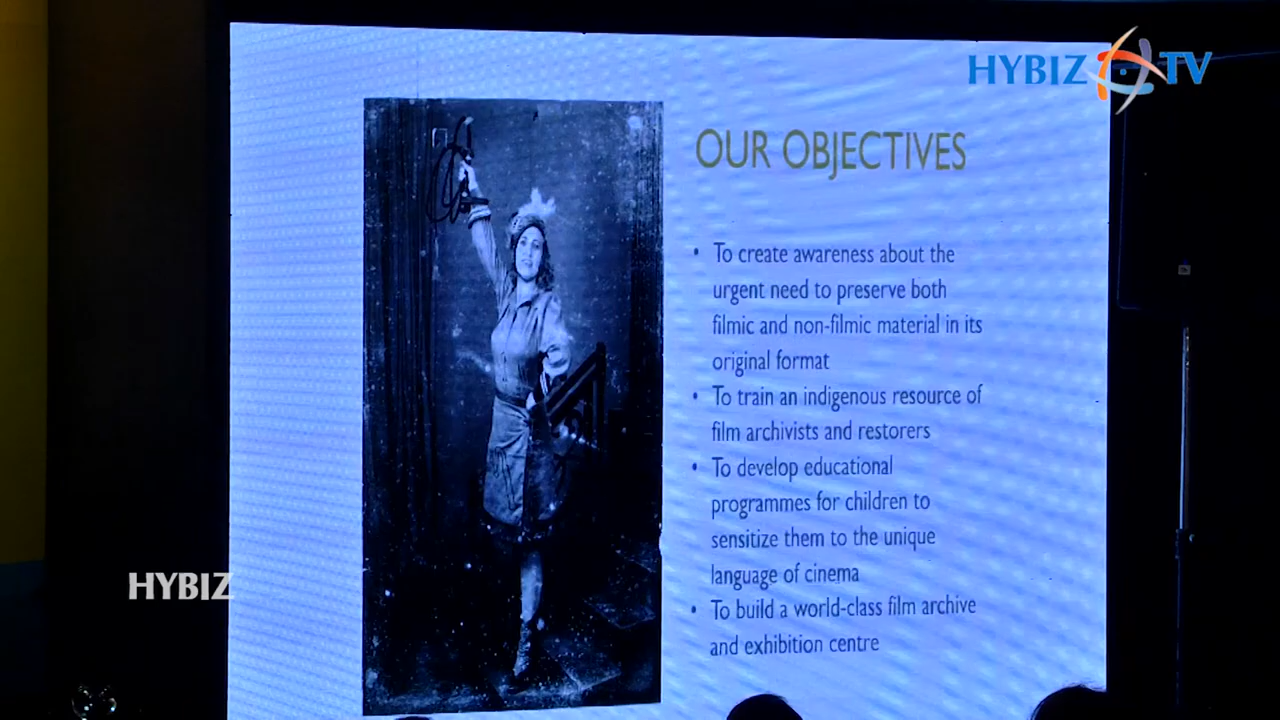 HYBIZ TV
OUR OBJECTIVES
• To create awareness about the
urgent need to preserve both
filmic and non-filmic material in its
original format
• To train an indigenous resource of
film archivists and restorers
• To develop educational
programmes for children to
sensitize them to the unique
language of cinema
• To build a world-class film archive
and exhibition centre
HYBIZ